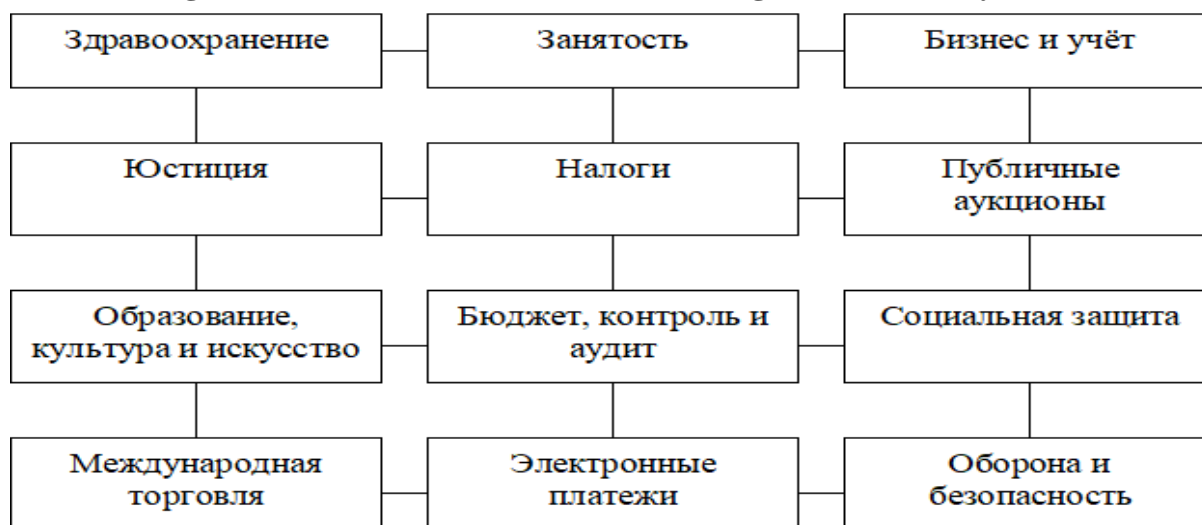 Здравоохранение
Занятость
Бизнес и учёт
Юстиция
Налоги
Публичные
аукционы
Образование,
культура и искусство
Бюджет, контроль и
аудит
Социальная защита
Международная
торговля
Электронные
платежи
Оборона и
безопасность